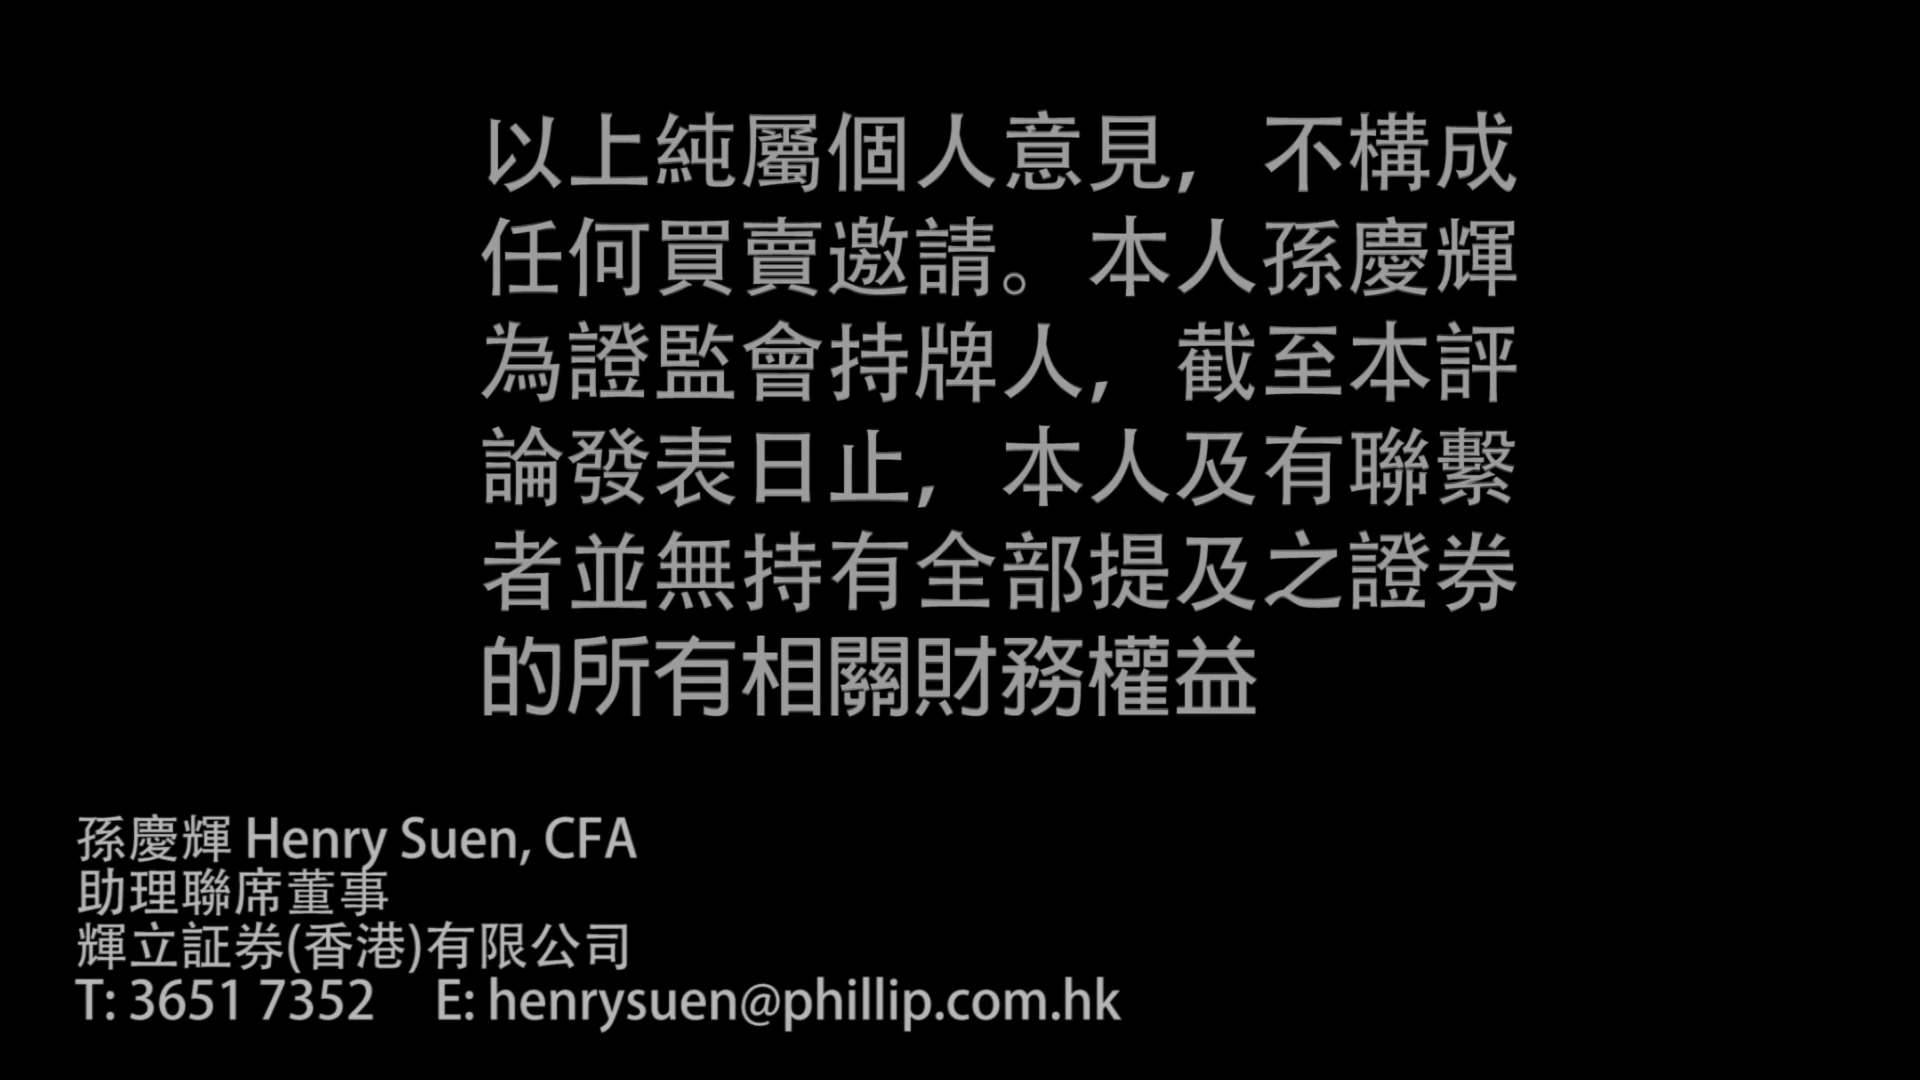 以上純屬個人意見，不構成
任何買賣邀請。本人孫慶輝
為證監會持牌人，截至本評
論發表日止，本人及有聯繫
者並無持有全部提及之證券
的所有相關財務權益
孫慶輝 Henry Suen, CFA
助理聯席董事
輝立証券(香港)有限公司
T: 3651 7352 E: henrysuen@phillip.com.hk